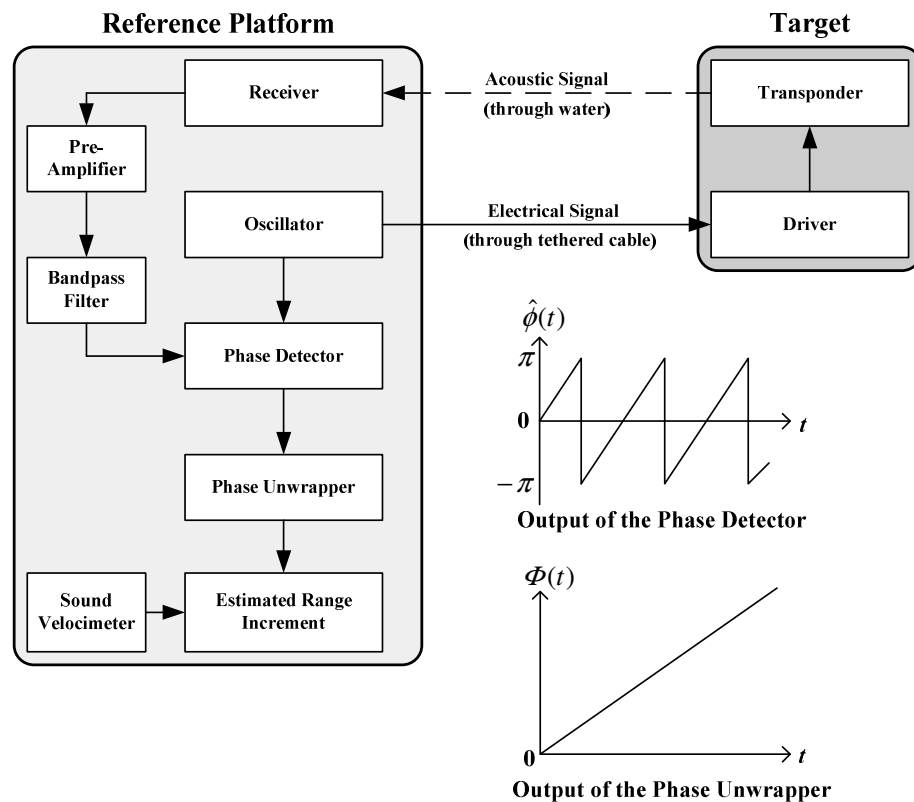 Reference Platform
Target
Receiver
Acoustic Signal
(through water)
Transponder
Pre-
Amplifier
Oscillator
Electrical Signal
(through tethered cable)
Driver
Bandpass
Filter
Phase Detector
Phase Unwrapper
Sound
Velocimeter
Estimated Range
Increment
ϕ̂(t)
π
0
t
−π
Output of the Phase Detector
Φ(t)
0
t
Output of the Phase Unwrapper